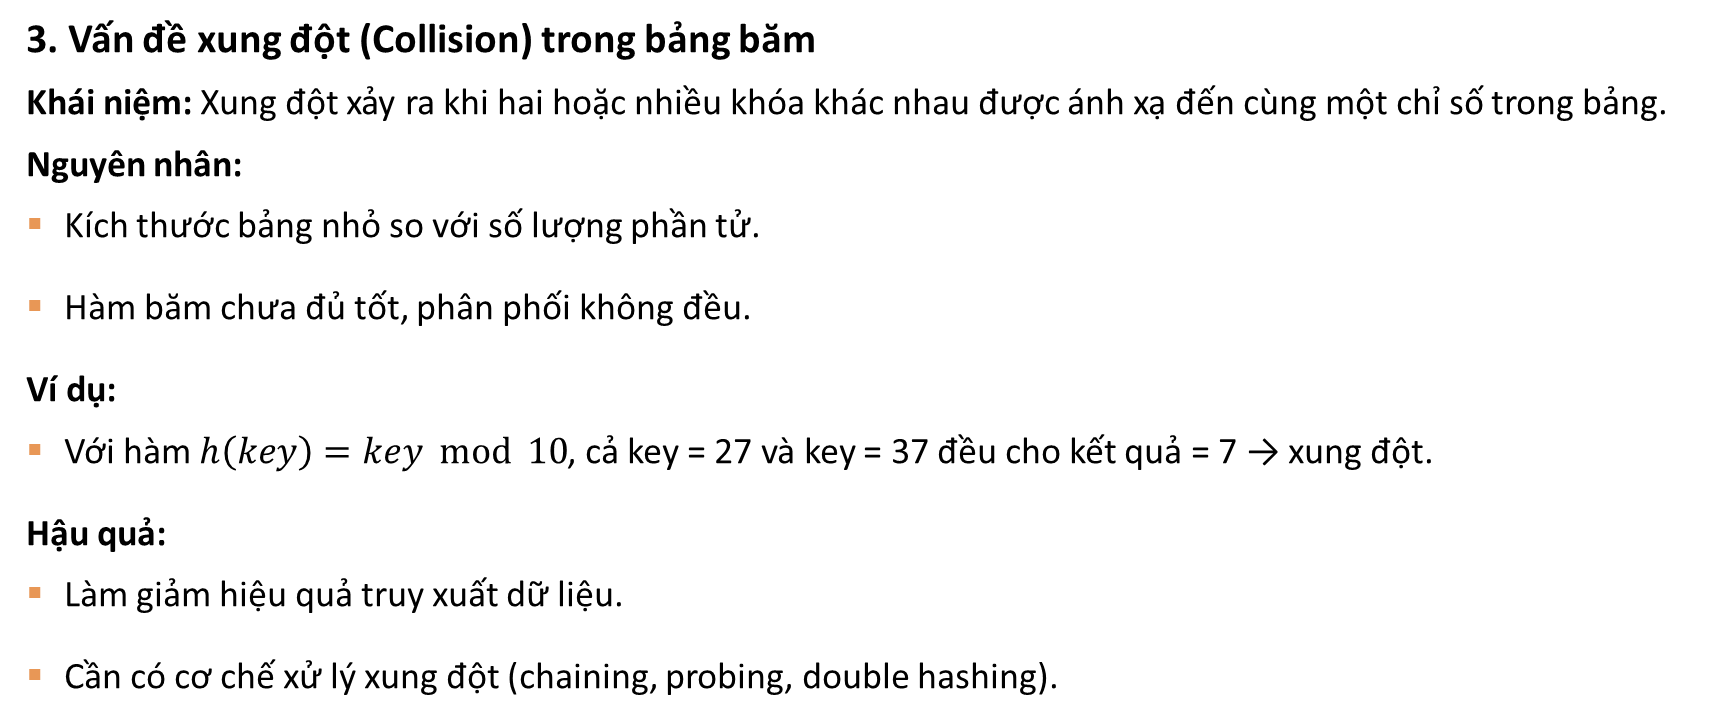 3. Vấn đề xung đột (Collision) trong bảng băm
Khái niệm: Xung đột xảy ra khi hai hoặc nhiều khóa khác nhau được ánh xạ đến cùng một chỉ số trong bảng.
Nguyên nhân:
▪ Kích thước bảng nhỏ so với số lượng phần tử.
▪ Hàm băm chưa đủ tốt, phân phối không đều.
Ví dụ:
▪ Với hàm h(key) = key mod 10, cả key = 27 và key = 37 đều cho kết quả = 7 → xung đột.
Hậu quả:
▪ Làm giảm hiệu quả truy xuất dữ liệu.
▪ Cần có cơ chế xử lý xung đột (chaining, probing, double hashing).